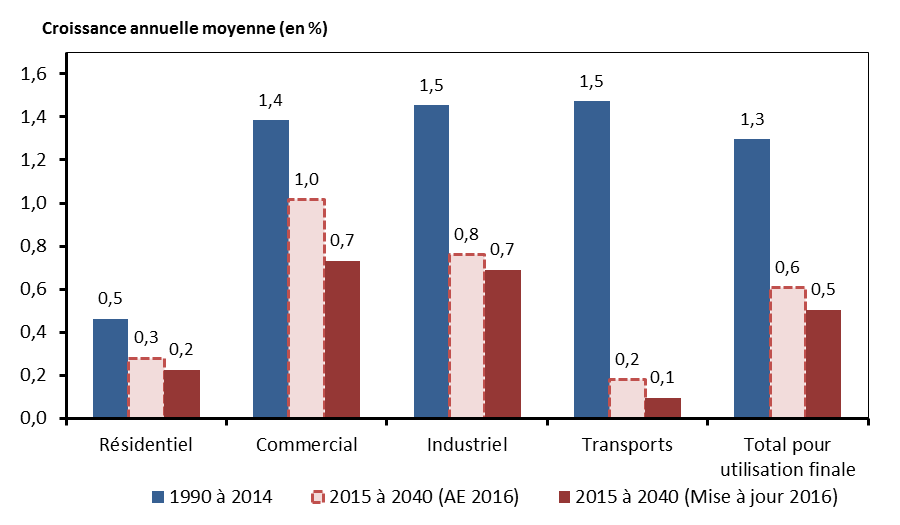 Croissance annuelle moyenne (en %)
1,6
1,4
1,2
1,0
0,8
0,6
0,4
0,2
0,0
0,5
0,3
0,2
1,4
1,0
0,7
1,5
0,8
0,7
1,5
0,2
0,1
1,3
0,6
0,5
Résidentiel
Commercial
Industriel
Transports
Total pour
utilisation finale
1990 à 2014
2015 à 2040 (AE 2016)
2015 à 2040 (Mise à jour 2016)